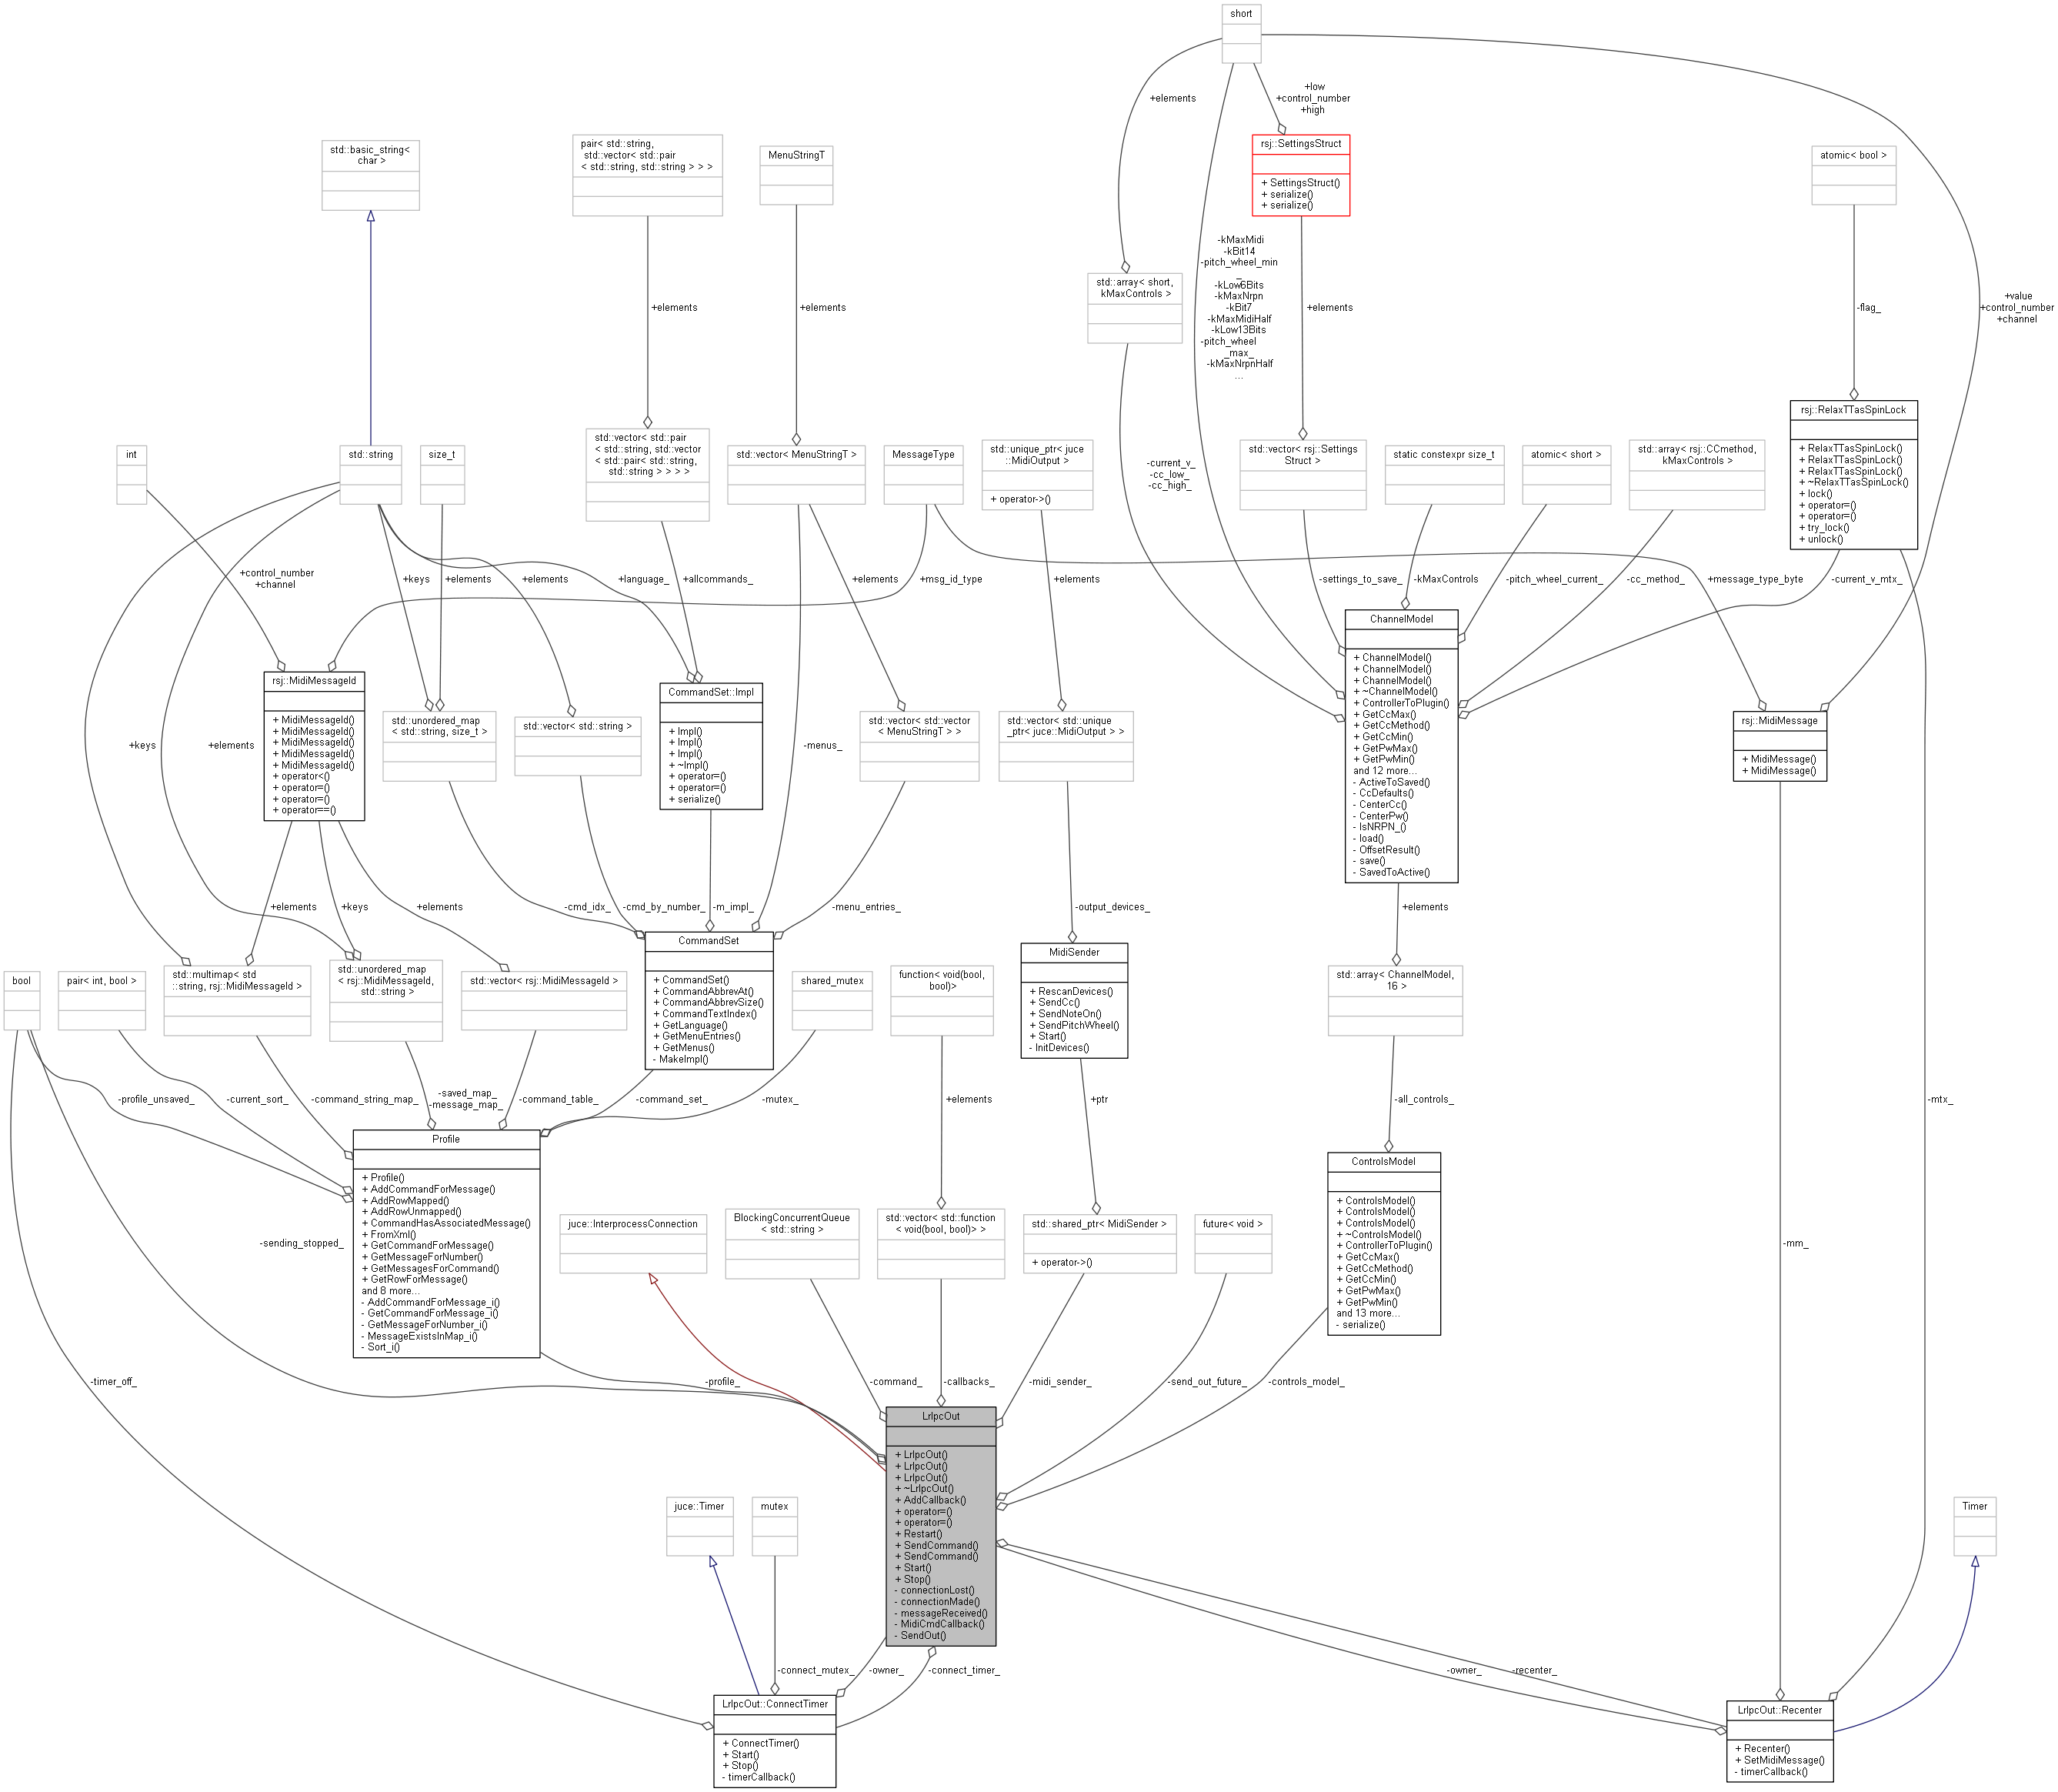 short
+elements
+low
+control_number
+high
std::basic_string<
char >
pair< std::string,
std::vector< std::pair
< std::string, std::string > > >
MenuStringT
rsj::SettingsStruct
+ SettingsStruct()
+ serialize()
+ serialize()
atomic< bool >
-kMaxMidi
-kBit14
-pitch_wheel_min
_
-kLow6Bits
-kMaxNrpn
-kBit7
-kMaxMidiHalf
-kLow13Bits
-pitch_wheel
_max_
-kMaxNrpnHalf
...
std::array< short,
kMaxControls >
+elements
+elements
+elements
-flag_
+value
+control_number
+channel
int
std::string
size_t
std::vector< std::pair
< std::string, std::vector
< std::pair< std::string,
std::string > > > >
std::vector< MenuStringT >
MessageType
std::unique_ptr< juce
::MidiOutput >
+ operator->()
-current_v_
-cc_low_
-cc_high_
std::vector< rsj::Settings
Struct >
static constexpr size_t
atomic< short >
std::array< rsj::CCmethod,
kMaxControls >
rsj::RelaxTTasSpinLock
+ RelaxTTasSpinLock()
+ RelaxTTasSpinLock()
+ RelaxTTasSpinLock()
+ ~RelaxTTasSpinLock()
+ lock()
+ operator=()
+ operator=()
+ try_lock()
+ unlock()
+control_number
+channel
+keys
+elements
+elements
+language_
+allcommands_
+elements
+msg_id_type
+elements
-settings_to_save_
-kMaxControls
-pitch_wheel_current_
-cc_method_
+message_type_byte
-current_v_mtx_
rsj::MidiMessageId
+ MidiMessageId()
+ MidiMessageId()
+ MidiMessageId()
+ MidiMessageId()
+ MidiMessageId()
+ operator<()
+ operator=()
+ operator=()
+ operator==()
std::unordered_map
< std::string, size_t >
std::vector< std::string >
CommandSet::Impl
+ Impl()
+ Impl()
+ Impl()
+ ~Impl()
+ operator=()
+ operator=()
+ serialize()
std::vector< std::vector
< MenuStringT > >
std::vector< std::unique
_ptr< juce::MidiOutput > >
ChannelModel
+ ChannelModel()
+ ChannelModel()
+ ChannelModel()
+ ~ChannelModel()
+ ControllerToPlugin()
+ GetCcMax()
+ GetCcMethod()
+ GetCcMin()
+ GetPwMax()
+ GetPwMin()
and 12 more...
- ActiveToSaved()
- CcDefaults()
- CenterCc()
- CenterPw()
- IsNRPN_()
- load()
- OffsetResult()
- save()
- SavedToActive()
rsj::MidiMessage
+ MidiMessage()
+ MidiMessage()
+keys
+elements
-menus_
+elements
+keys
+elements
-cmd_idx_
-cmd_by_number_
-m_impl_
-menu_entries_
-output_devices_
+elements
bool
pair< int, bool >
std::multimap< std
::string, rsj::MidiMessageId >
std::unordered_map
< rsj::MidiMessageId,
std::string >
std::vector< rsj::MidiMessageId >
CommandSet
+ CommandSet()
+ CommandAbbrevAt()
+ CommandAbbrevSize()
+ CommandTextIndex()
+ GetLanguage()
+ GetMenuEntries()
+ GetMenus()
- MakeImpl()
shared_mutex
function< void(bool,
bool)>
MidiSender
+ RescanDevices()
+ SendCc()
+ SendNoteOn()
+ SendPitchWheel()
+ Start()
- InitDevices()
std::array< ChannelModel,
16 >
-profile_unsaved_
-current_sort_
-command_string_map_
-saved_map_
-message_map_
-command_table_
-command_set_
-mutex_
+elements
+ptr
-all_controls_
-mtx_
Profile
+ Profile()
+ AddCommandForMessage()
+ AddRowMapped()
+ AddRowUnmapped()
+ CommandHasAssociatedMessage()
+ FromXml()
+ GetCommandForMessage()
+ GetMessageForNumber()
+ GetMessagesForCommand()
+ GetRowForMessage()
and 8 more...
- AddCommandForMessage_i()
- GetCommandForMessage_i()
- GetMessageForNumber_i()
- MessageExistsInMap_i()
- Sort_i()
ControlsModel
+ ControlsModel()
+ ControlsModel()
+ ControlsModel()
+ ~ControlsModel()
+ ControllerToPlugin()
+ GetCcMax()
+ GetCcMethod()
+ GetCcMin()
+ GetPwMax()
+ GetPwMin()
and 13 more...
- serialize()
-sending_stopped_
juce::InterprocessConnection
BlockingConcurrentQueue
< std::string >
std::vector< std::function
< void(bool, bool)> >
std::shared_ptr< MidiSender >
+ operator->()
future< void >
-mm_
-timer_off_
-profile_
-command_
-callbacks_
-midi_sender_
-send_out_future_
-controls_model_
LrIpcOut
+ LrIpcOut()
+ LrIpcOut()
+ LrIpcOut()
+ ~LrIpcOut()
+ AddCallback()
+ operator=()
+ operator=()
+ Restart()
+ SendCommand()
+ SendCommand()
+ Start()
+ Stop()
- connectionLost()
- connectionMade()
- messageReceived()
- MidiCmdCallback()
- SendOut()
juce::Timer
mutex
Timer
-connect_mutex_
-owner_
-connect_timer_
-owner_
-recenter_
LrIpcOut::ConnectTimer
+ ConnectTimer()
+ Start()
+ Stop()
- timerCallback()
LrIpcOut::Recenter
+ Recenter()
+ SetMidiMessage()
- timerCallback()